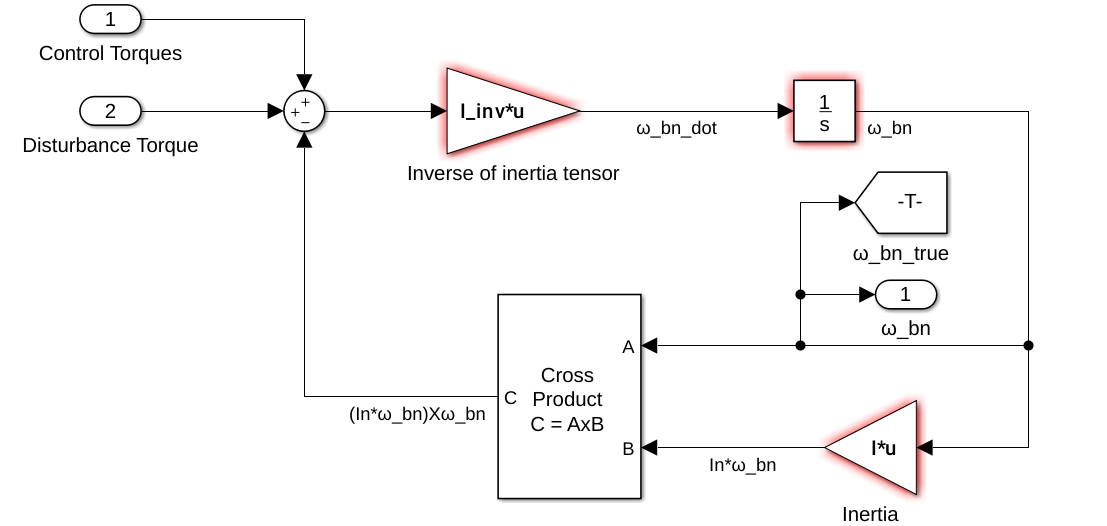 1
Control Torques
2
Disturbance Torque
+
+
−
I_inv*u
Inverse of inertia tensor
ω_bn_dot
1
s
ω_bn
-T-
ω_bn_true
1
ω_bn
A
Cross
Product
C = AxB
C
B
(In*ω_bn)Xω_bn
In*ω_bn
I*u
Inertia